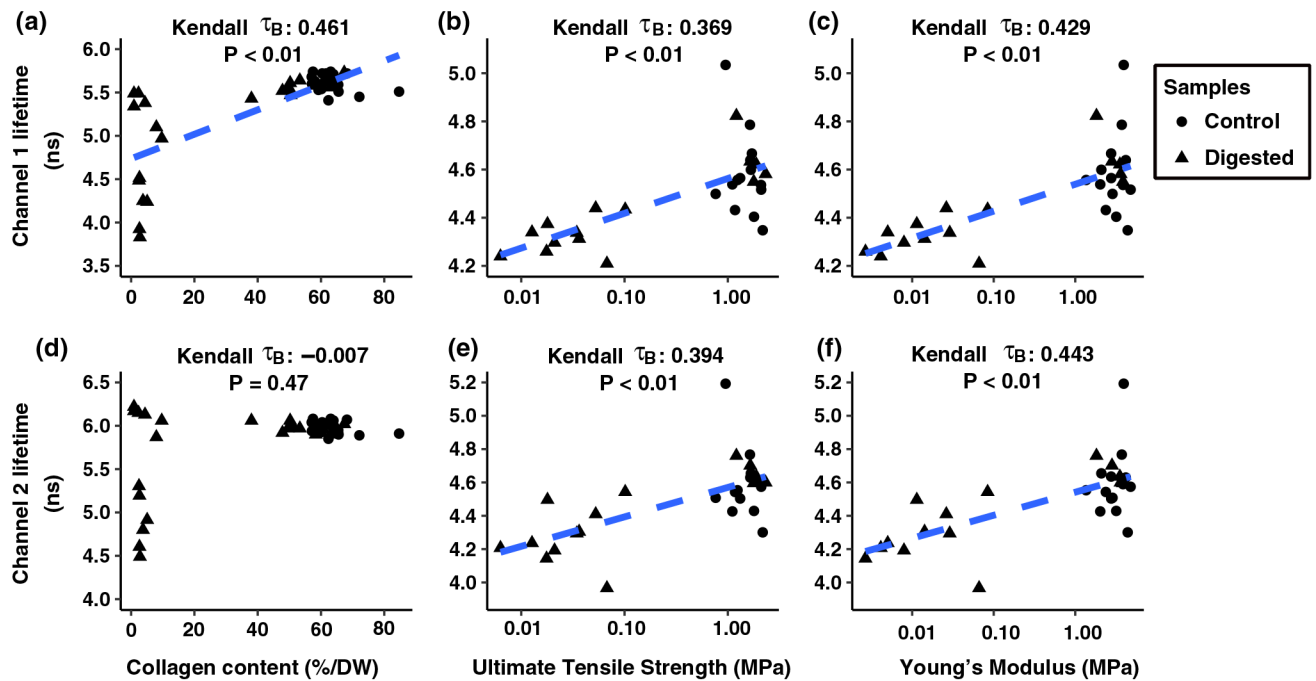 (a) Kendall τB: 0.461
P < 0.01
Channel 1 lifetime
(ns)
6.0
5.5
5.0
4.5
4.0
3.5
0 20 40 60 80
(b) Kendall τB: 0.369
P < 0.01
5.0
4.8
4.6
4.4
4.2
0.01 0.10 1.00
(c) Kendall τB: 0.429
P < 0.01
5.0
4.8
4.6
4.4
4.2
0.01 0.10 1.00
Samples
Control
Digested
(d) Kendall τB: −0.007
P = 0.47
Channel 2 lifetime
(ns)
6.5
6.0
5.5
5.0
4.5
4.0
0 20 40 60 80
Collagen content (%/DW)
(e) Kendall τB: 0.394
P < 0.01
5.2
5.0
4.8
4.6
4.4
4.2
4.0
0.01 0.10 1.00
Ultimate Tensile Strength (MPa)
(f) Kendall τB: 0.443
P < 0.01
5.2
5.0
4.8
4.6
4.4
4.2
4.0
0.01 0.10 1.00
Young's Modulus (MPa)